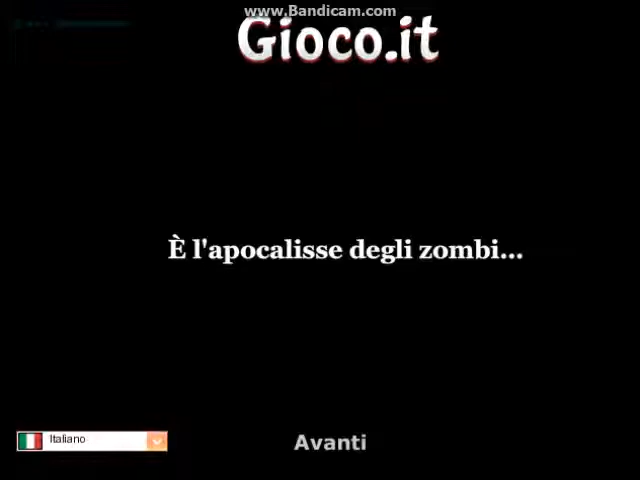 www.Bandicam.com
Gioco.it
È l'apocalisse degli zombi...
Italiano
Avanti